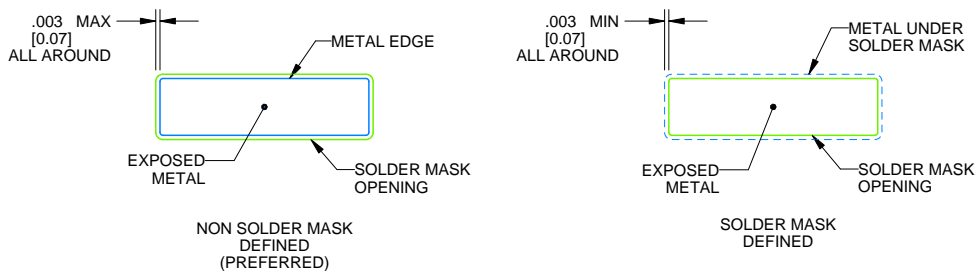 .003 MAX
[0.07]
ALL AROUND
METAL EDGE
EXPOSED
METAL
SOLDER MASK
OPENING
NON SOLDER MASK
DEFINED
(PREFERRED)
.003 MIN
[0.07]
ALL AROUND
METAL UNDER
SOLDER MASK
EXPOSED
METAL
SOLDER MASK
OPENING
SOLDER MASK
DEFINED